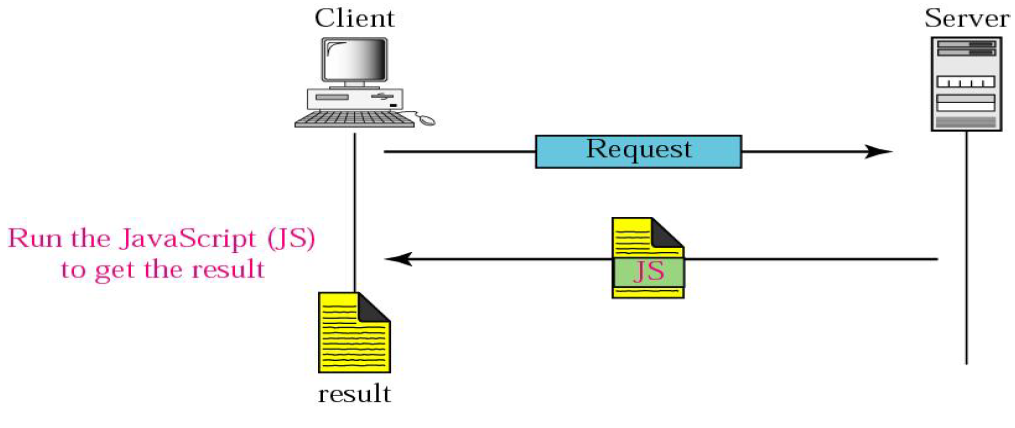 Client
Server
Request
Run the JavaScript (JS)
to get the result
JS
result